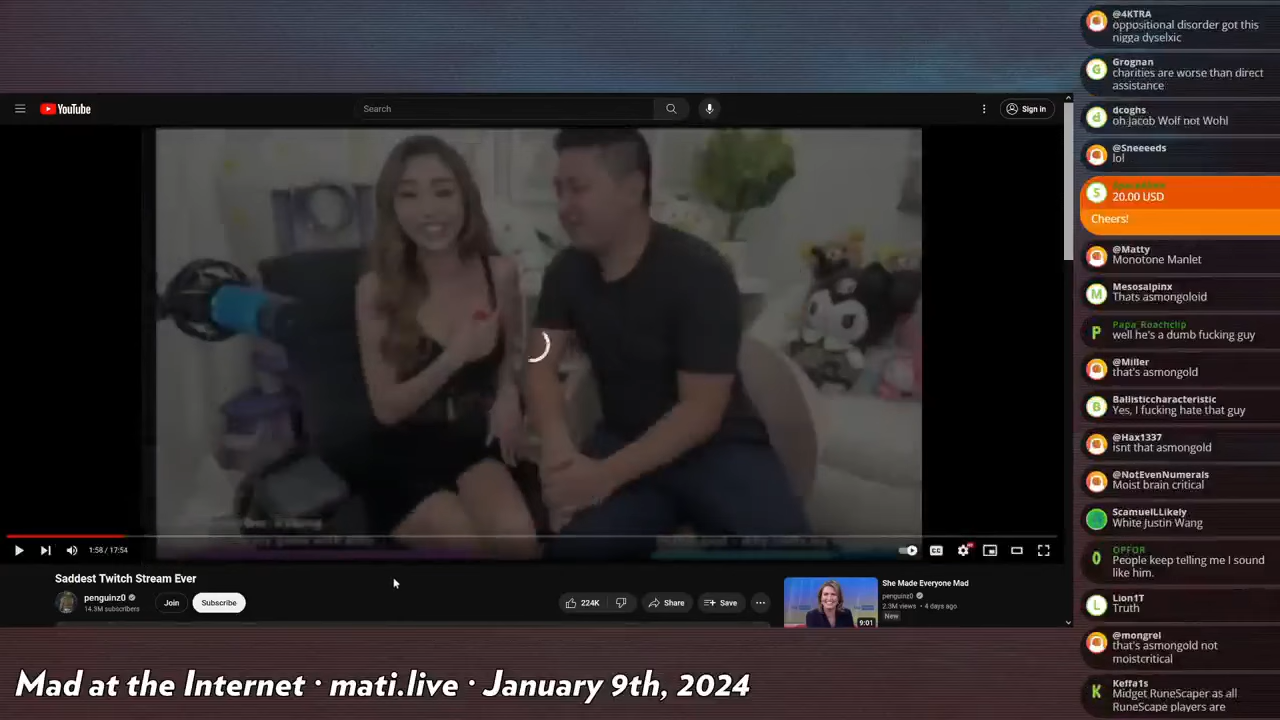 YouTube
Search
Sign in
1:58 / 17:54
CC
Saddest Twitch Stream Ever
penguinz0
14.3M subscribers
Join
Subscribe
224K
Share
Save
She Made Everyone Mad
penguinz0
2.3M views • 4 days ago
New
9:01
Mad at the Internet · mati.live · January 9th, 2024
@4KTRA
oppositional disorder got this
nigga dyselxic
G
Grognan
charities are worse than direct
assistance
d
dcoghs
oh Jacob Wolf not Wohl
@Sneeeeds
lol
S
20.00 USD
Cheers!
@Matty
Monotone Manlet
M
Mesosalpinx
Thats asmongoloid
P
Papa_Roachclip
well he's a dumb fucking guy
@Miller
that's asmongold
B
Ballisticcharacteristic
Yes, I fucking hate that guy
@Hax1337
isnt that asmongold
@NotEvenNumerals
Moist brain critical
ScamuelLLikely
White Justin Wang
O
OPFOR
People keep telling me I sound
like him.
L
Lion1T
Truth
@mongrel
that's asmongold not
moistcritical
K
Keffa1s
Midget RuneScaper as all
RuneScape players are